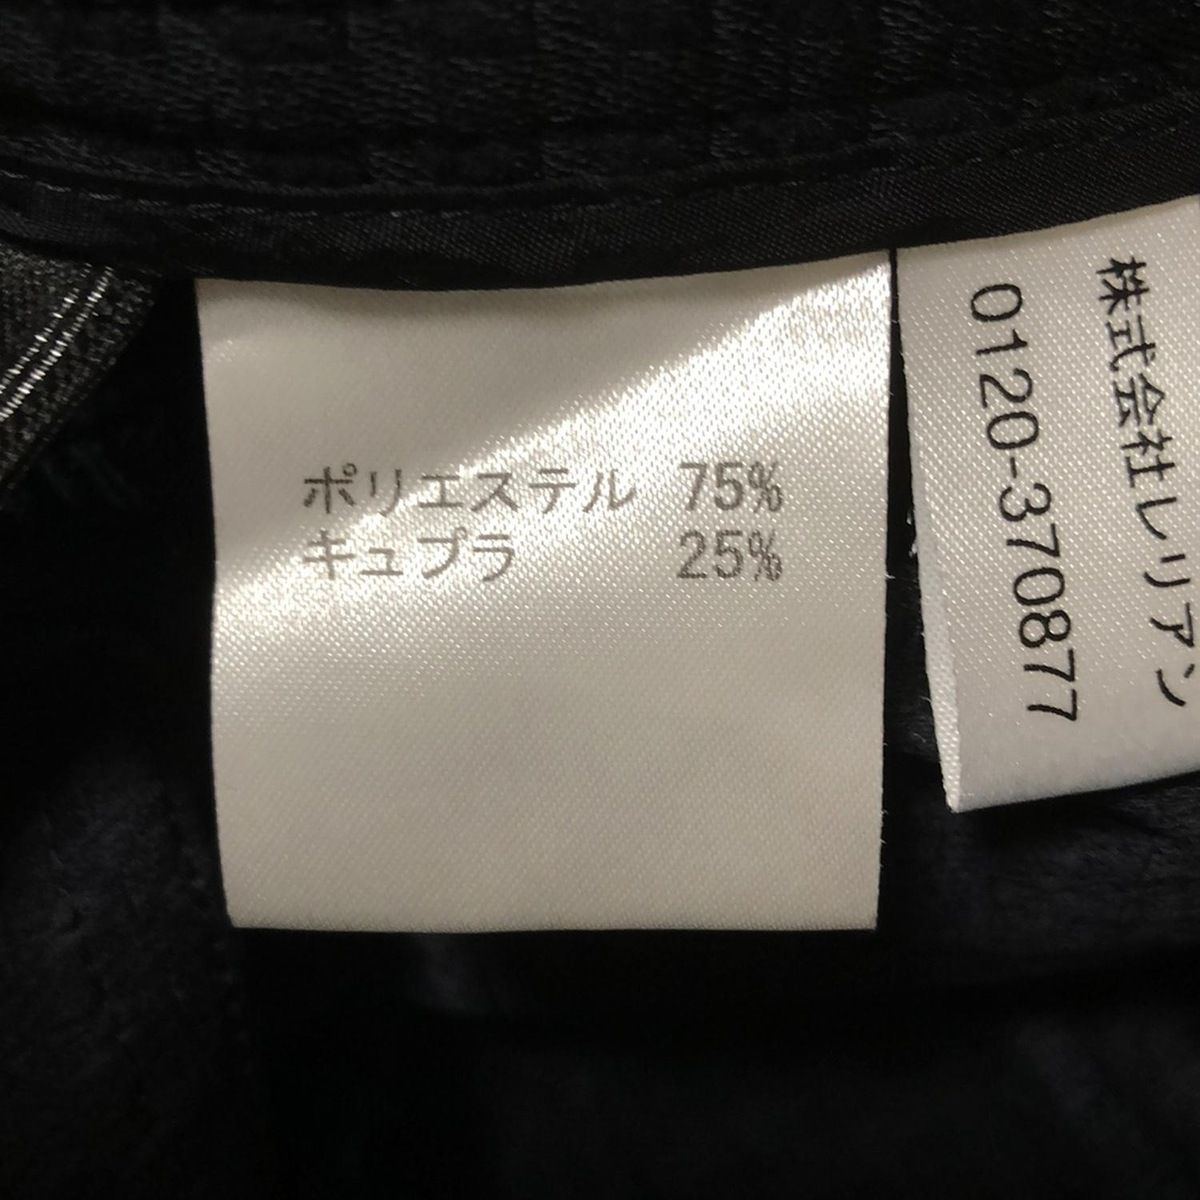 ポリエステル 75%
キュプラ 25%
株式会社レリアン
0120-370877